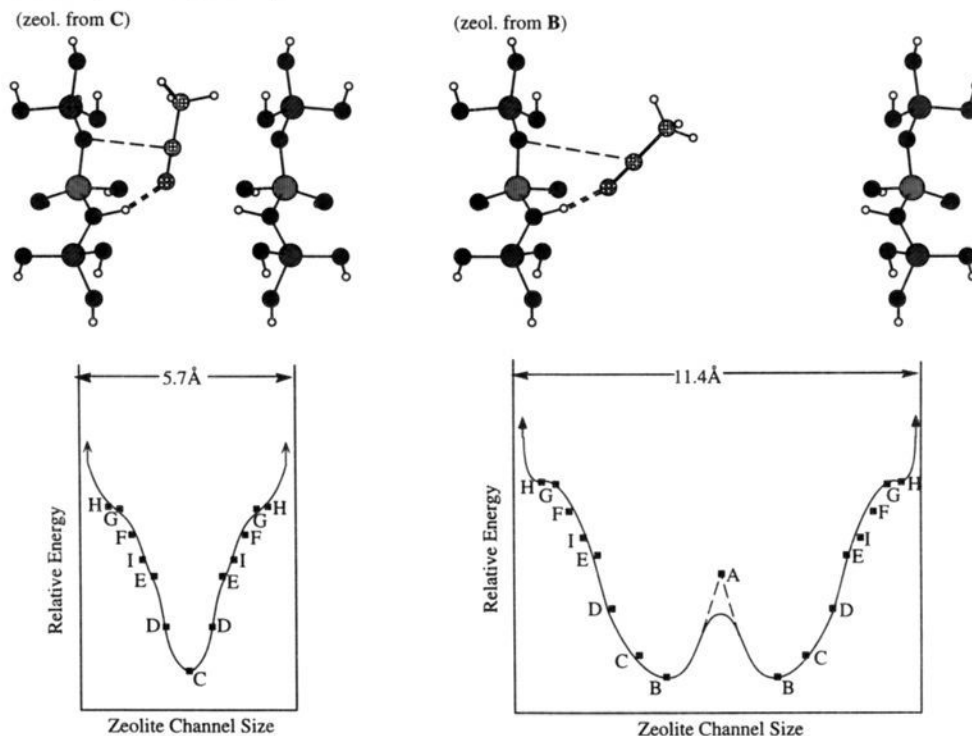 (zeol. from C)
(zeol. from B)
5.7Å
H
G
F
I
E
D
C
D
E
I
F
G
H
Relative Energy
Zeolite Channel Size
11.4Å
H
G
F
I
E
D
C
B
A
B
C
D
E
I
F
G
H
Relative Energy
Zeolite Channel Size